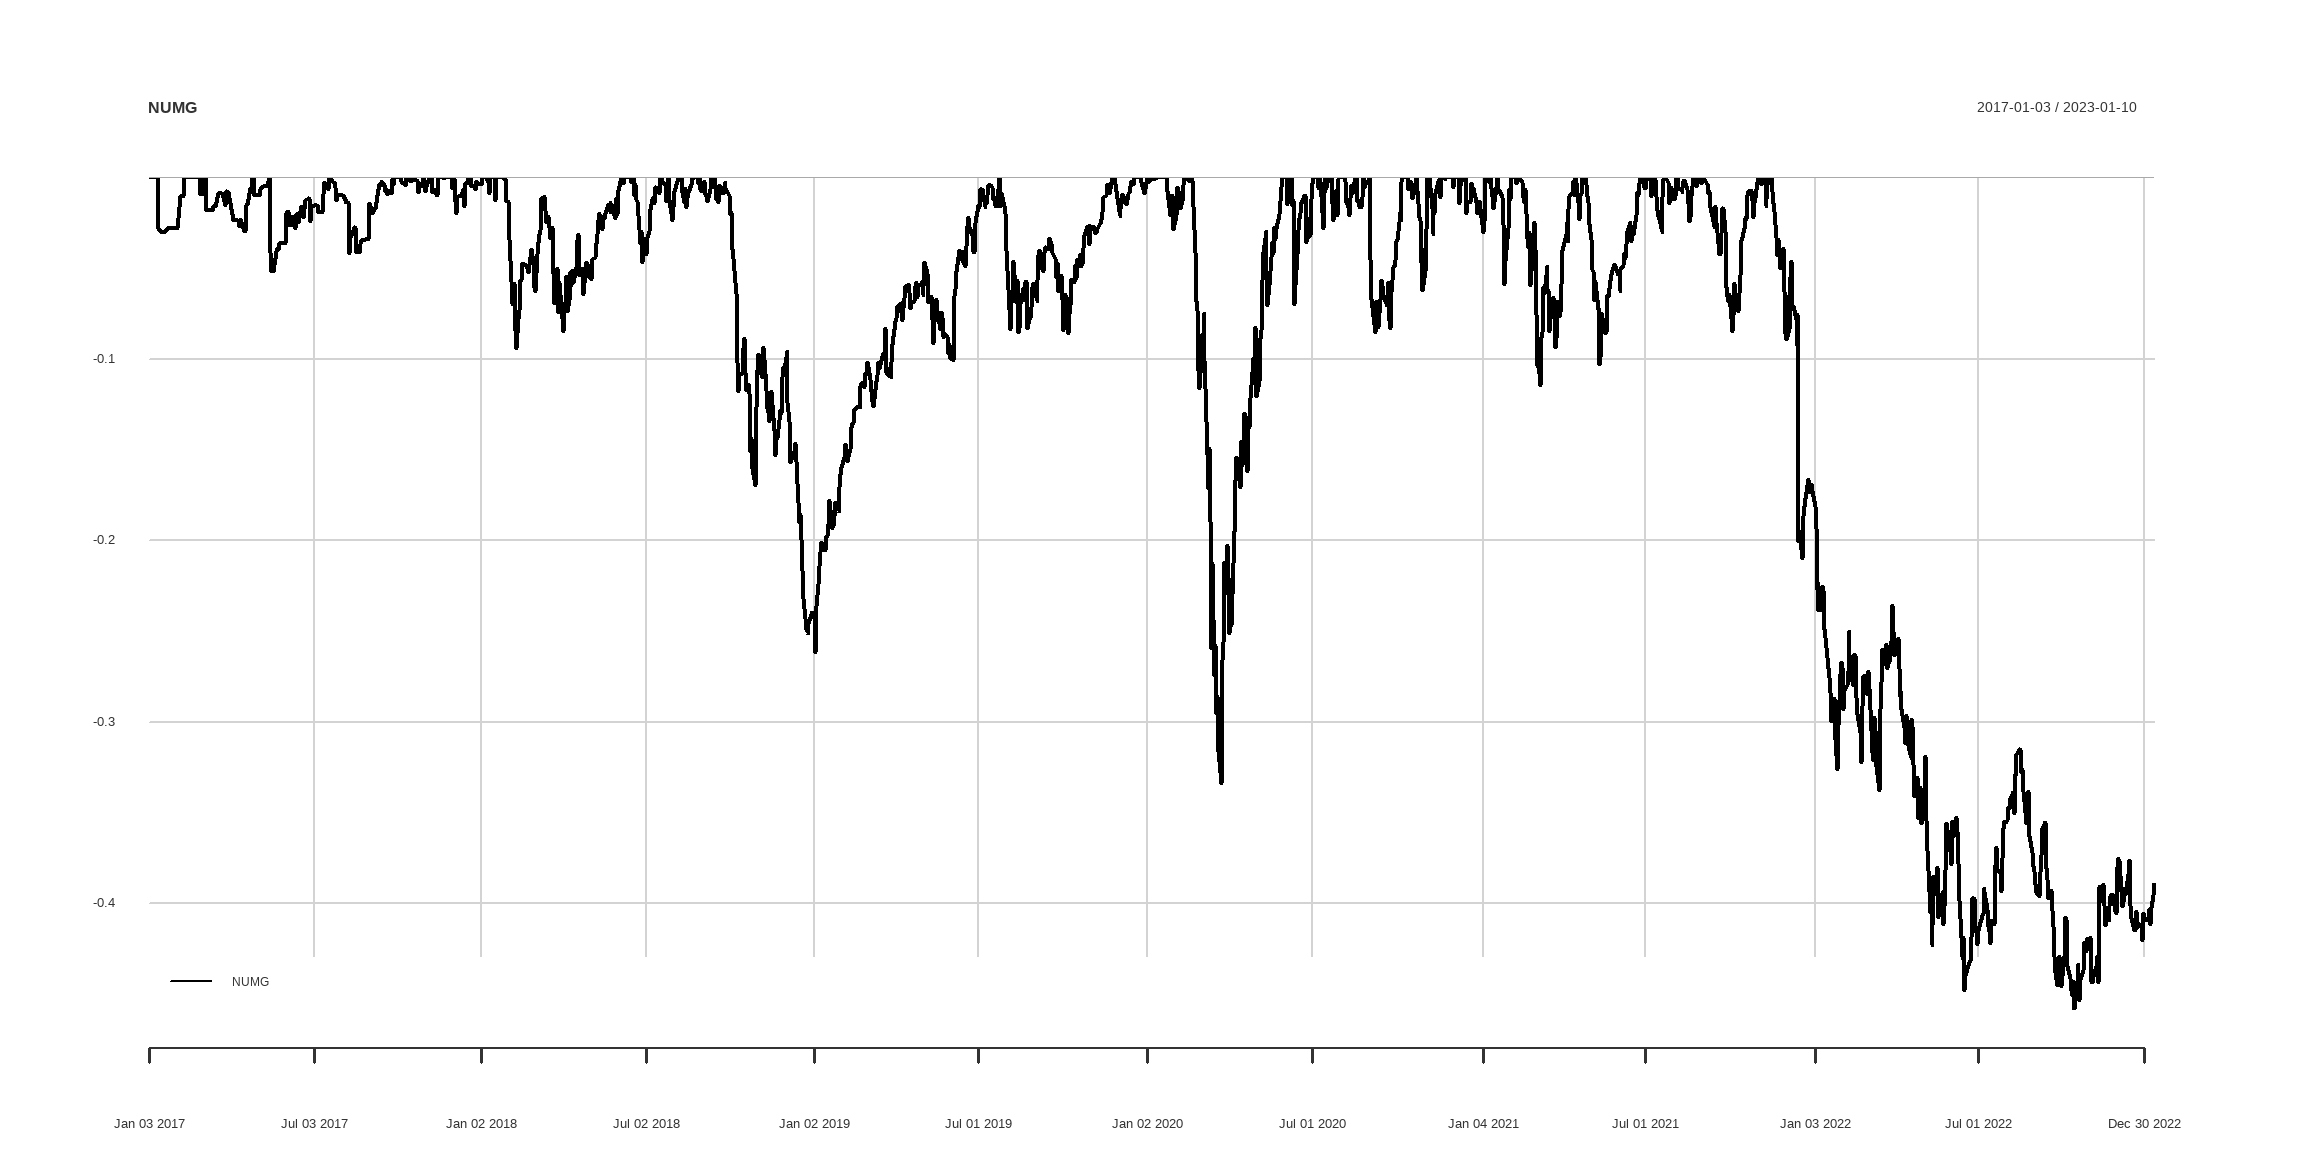 NUMG
2017-01-03 / 2023-01-10
-0.1
-0.2
-0.3
-0.4
NUMG
Jan 03 2017
Jul 03 2017
Jan 02 2018
Jul 02 2018
Jan 02 2019
Jul 01 2019
Jan 02 2020
Jul 01 2020
Jan 04 2021
Jul 01 2021
Jan 03 2022
Jul 01 2022
Dec 30 2022